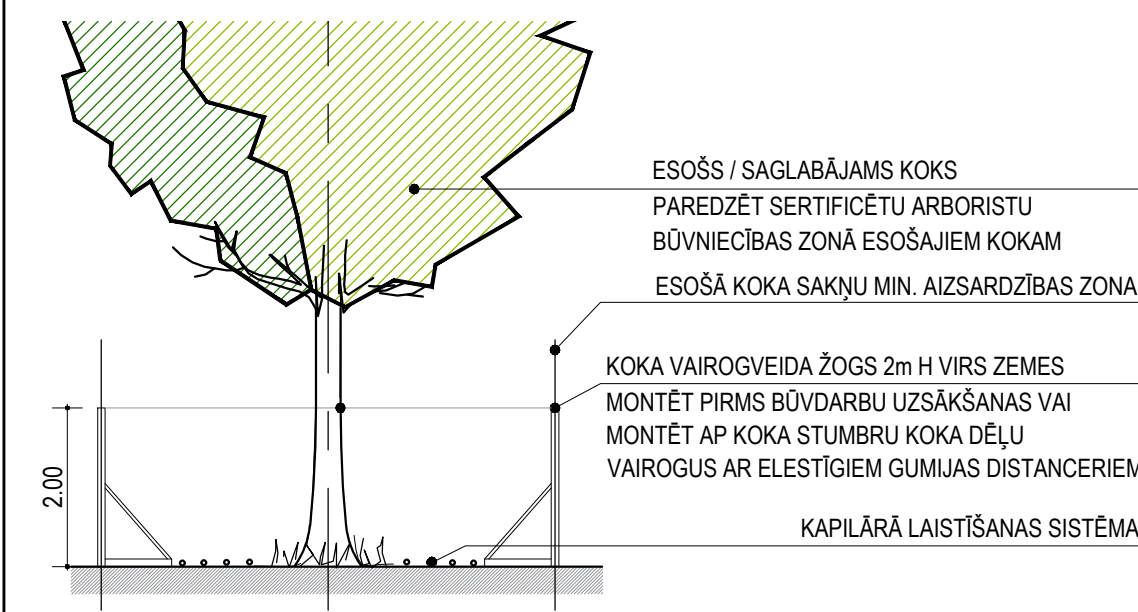 ESOŠS / SAGLABĀJAMS KOKS
PAREDZĒT SERTIFICĒTU ARBORISTU
BŪVNIECĪBAS ZONĀ ESOŠAJIEM KOKAM
ESOŠĀ KOKA SAKŅU MIN. AIZSARDZĪBAS ZONA
KOKA VAIROGVEIDA ŽOGS 2m H VIRS ZEMES
MONTĒT PIRMS BŪVDARBU UZSĀKŠANAS VAI
MONTĒT AP KOKA STUMBRU KOKA DĒĻU
VAIROGUS AR ELESTĪGIEM GUMIJAS DISTANCERIEM
2.00
KAPILĀRĀ LAISTĪŠANAS SISTĒMA